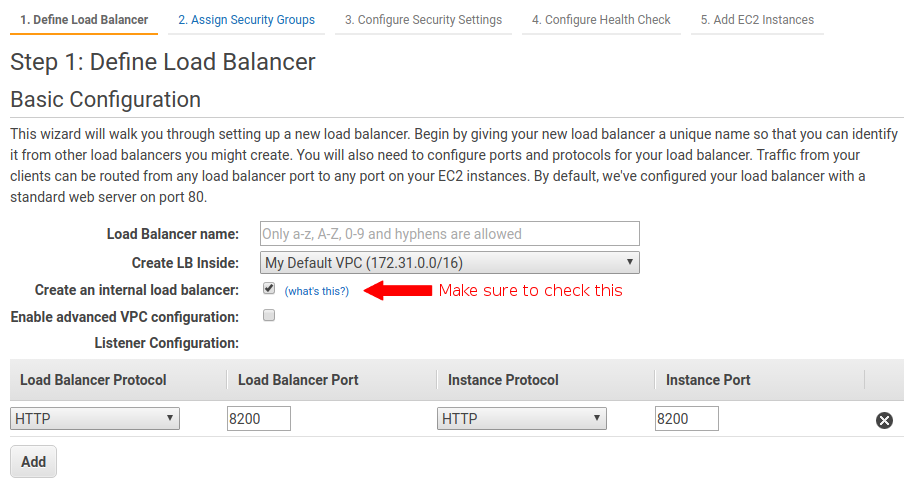 1. Define Load Balancer 2. Assign Security Groups 3. Configure Security Settings 4. Configure Health Check 5. Add EC2 Instances
Step 1: Define Load Balancer
Basic Configuration
This wizard will walk you through setting up a new load balancer. Begin by giving your new load balancer a unique name so that you can identify
it from other load balancers you might create. You will also need to configure ports and protocols for your load balancer. Traffic from your
clients can be routed from any load balancer port to any port on your EC2 instances. By default, we've configured your load balancer with a
standard web server on port 80.
Load Balancer name: Only a-z, A-Z, 0-9 and hyphens are allowed
Create LB Inside: My Default VPC (172.31.0.0/16)
Create an internal load balancer: (what's this?) Make sure to check this
Enable advanced VPC configuration:
Listener Configuration:
Load Balancer Protocol Load Balancer Port Instance Protocol Instance Port
HTTP 8200 HTTP 8200
Add